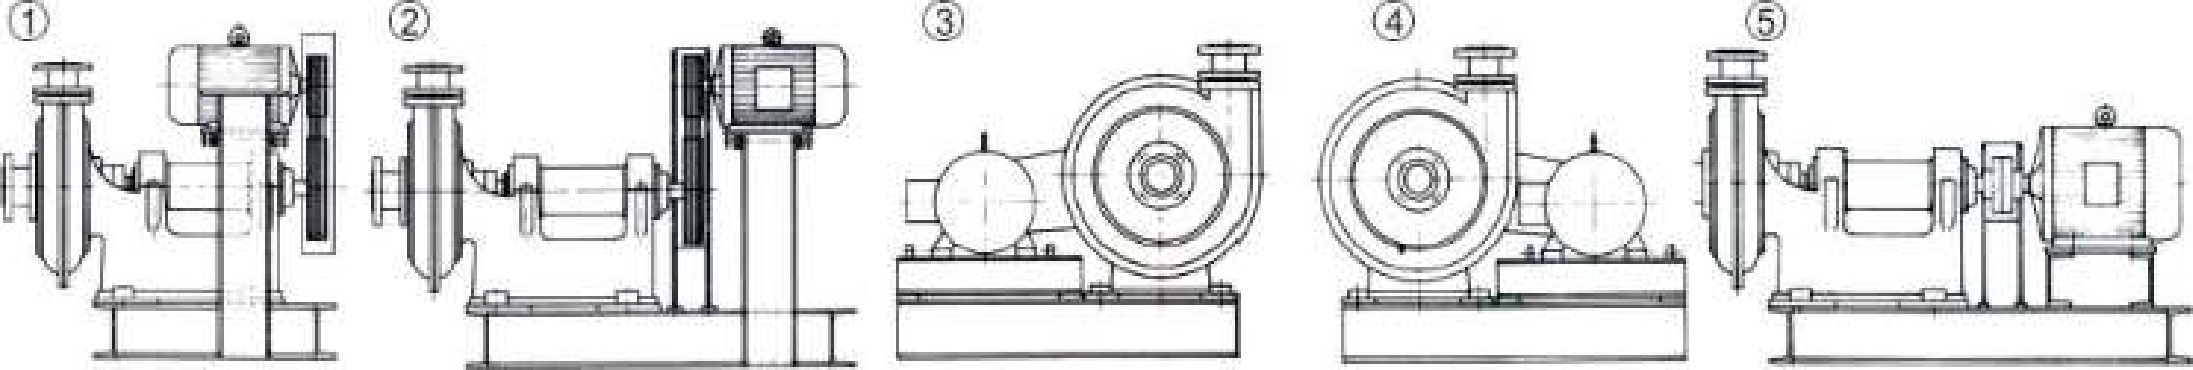 ① ② ③ ④ ⑤